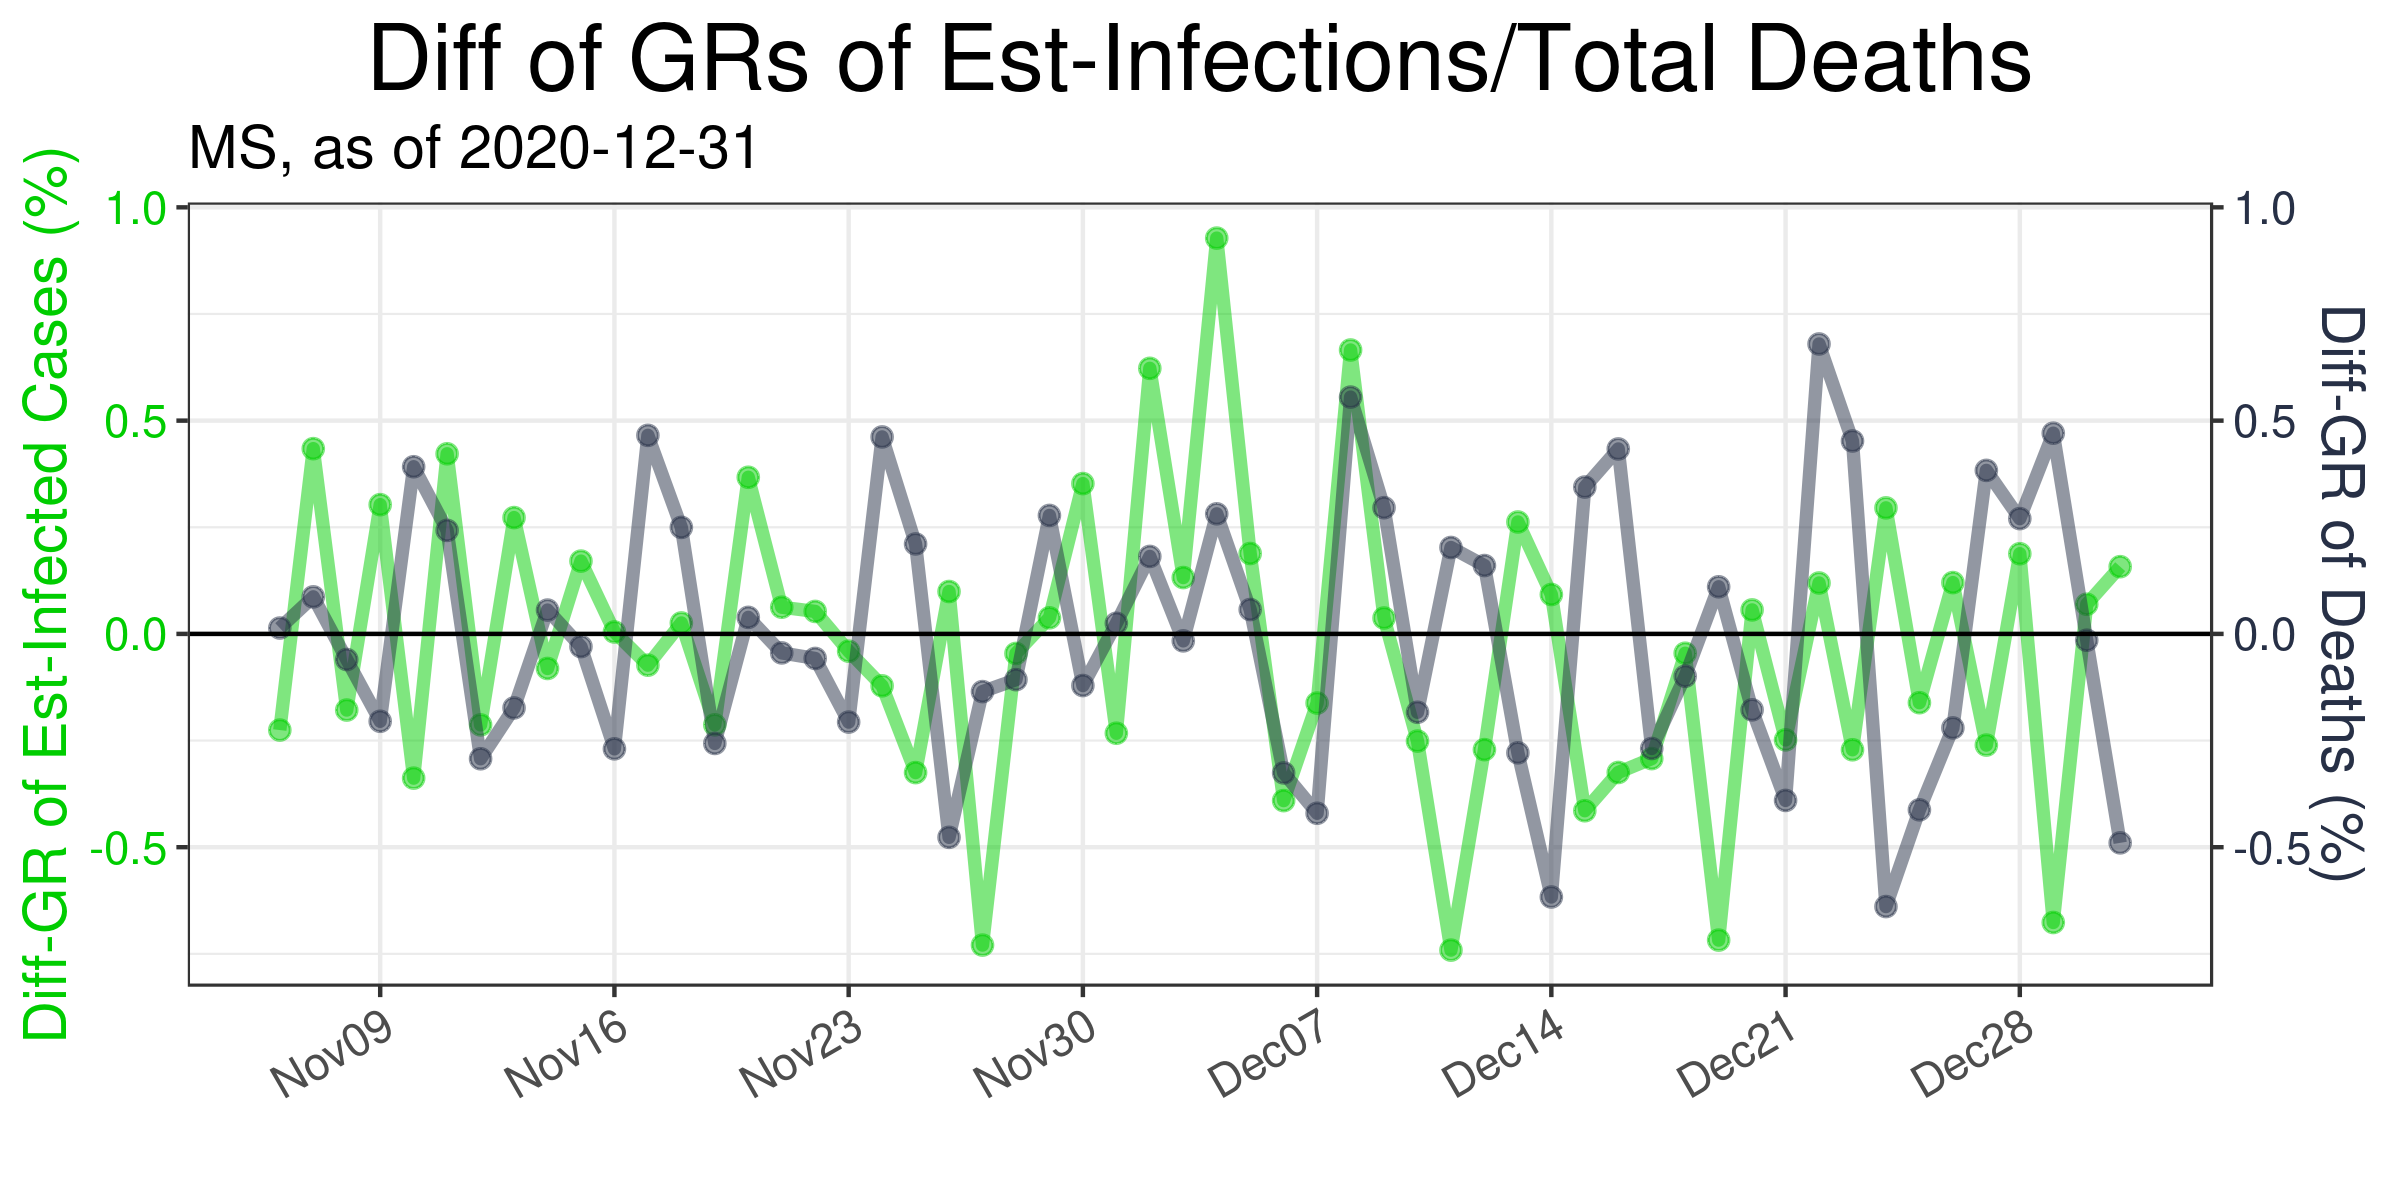 Diff of GRs of Est-Infections/Total Deaths
MS, as of 2020-12-31
Diff-GR of Est-Infected Cases (%)
1.0
0.5
0.0
-0.5
1.0
0.5
0.0
-0.5
Diff-GR of Deaths (%)
Nov09
Nov16
Nov23
Nov30
Dec07
Dec14
Dec21
Dec28